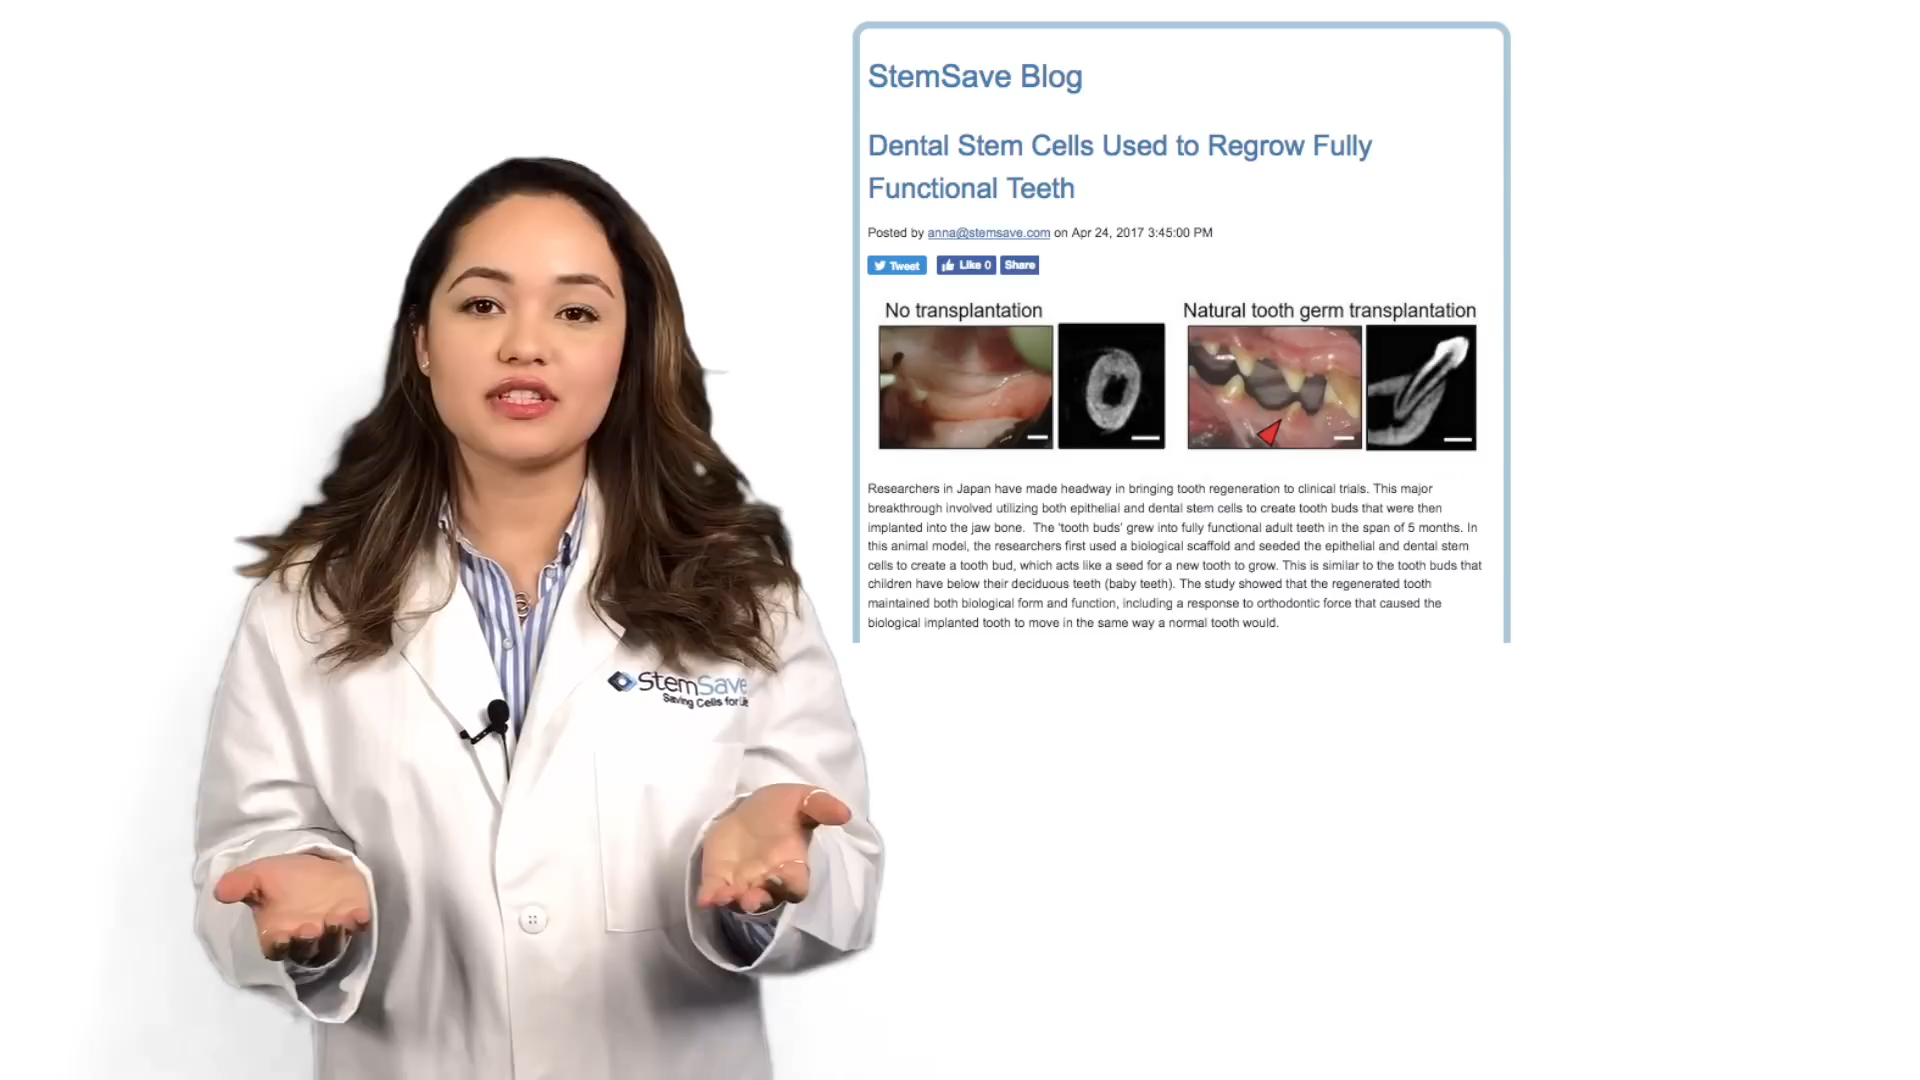 StemSave Blog
Dental Stem Cells Used to Regrow Fully
Functional Teeth
Posted by anna@stemsave.com on Apr 24, 2017 3:45:00 PM
Tweet Like 0 Share
No transplantation
Natural tooth germ transplantation
Researchers in Japan have made headway in bringing tooth regeneration to clinical trials. This major
breakthrough involved utilizing both epithelial and dental stem cells to create tooth buds that were then
implanted into the jaw bone.  The 'tooth buds' grew into fully functional adult teeth in the span of 5 months. In
this animal model, the researchers first used a biological scaffold and seeded the epithelial and dental stem
cells to create a tooth bud, which acts like a seed for a new tooth to grow. This is similar to the tooth buds that
children have below their deciduous teeth (baby teeth). The study showed that the regenerated tooth
maintained both biological form and function, including a response to orthodontic force that caused the
biological implanted tooth to move in the same way a normal tooth would.
StemSave
Saving Cells for Life